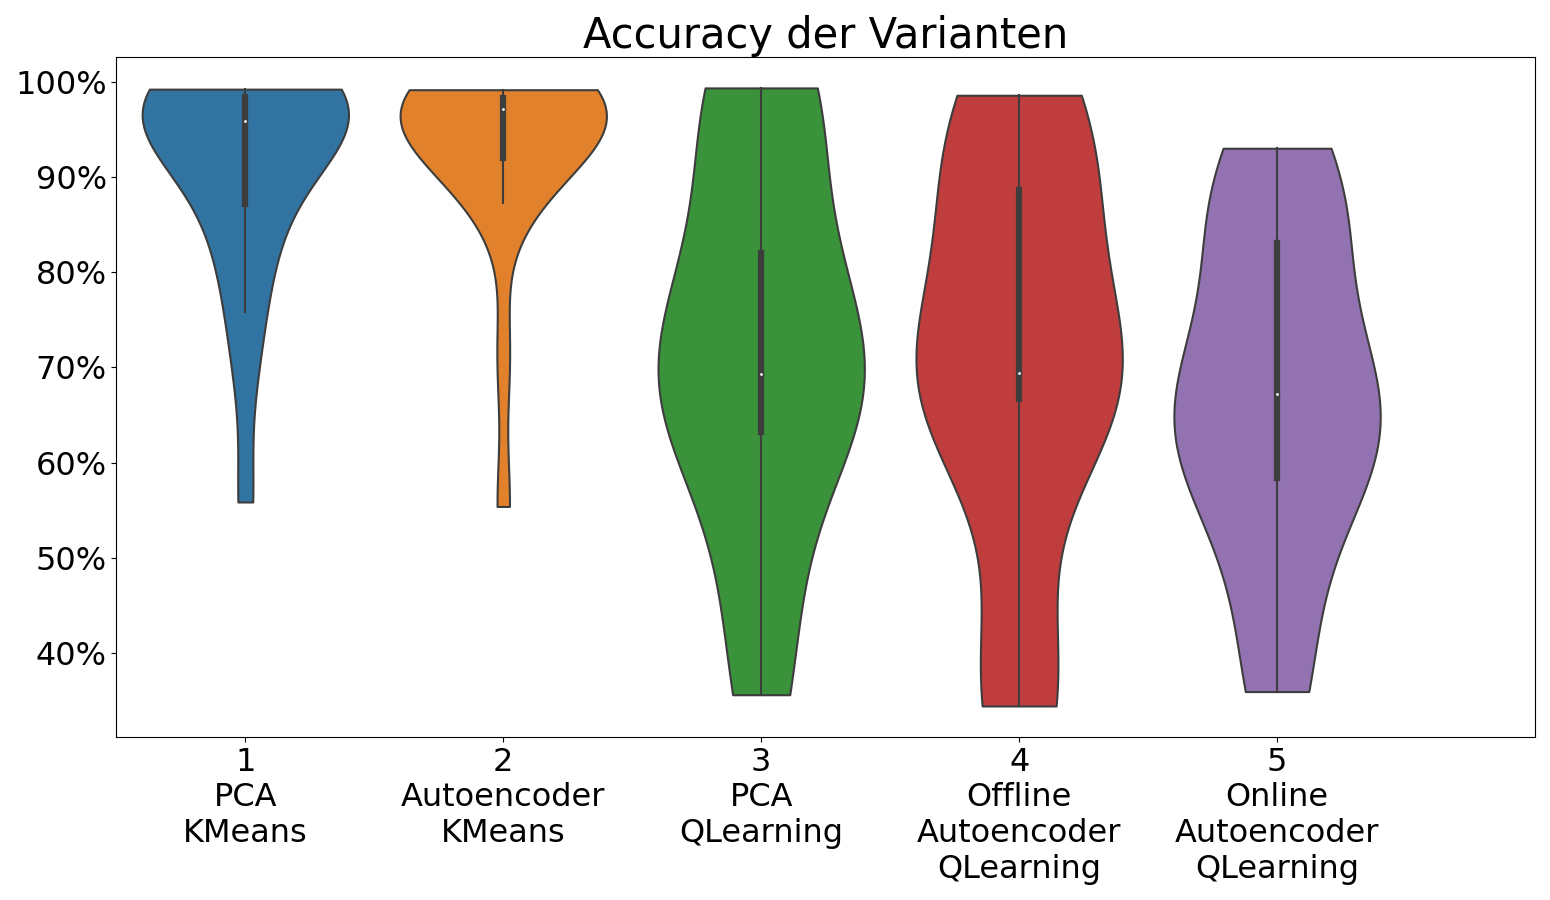 Accuracy der Varianten
100%
90%
80%
70%
60%
50%
40%
1
PCA
KMeans
2
Autoencoder
KMeans
3
PCA
QLearning
4
Offline
Autoencoder
QLearning
5
Online
Autoencoder
QLearning